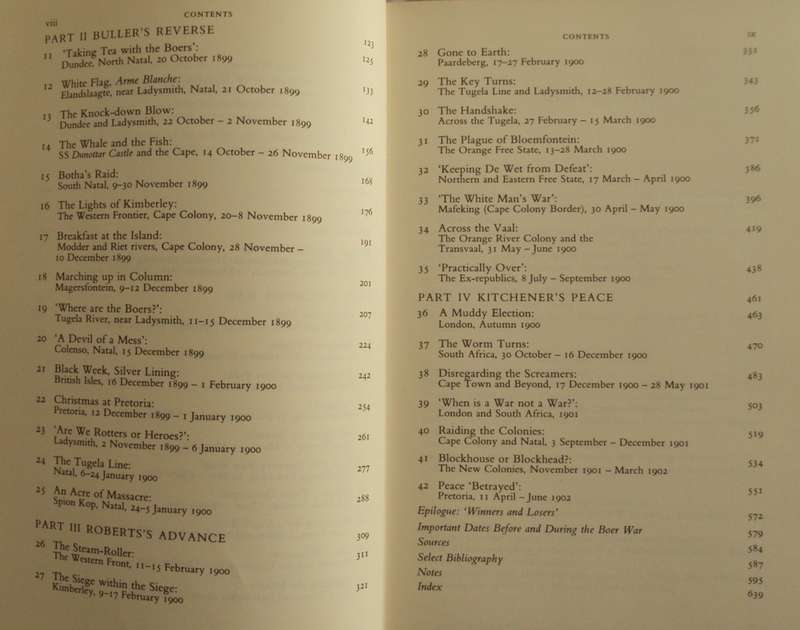 viii
CONTENTS
PART II BULLER'S REVERSE 123
11 'Taking Tea with the Boers':
Dundee, North Natal, 20 October 1899 125
12 White Flag, Arme Blanche:
Elandslaagte, near Ladysmith, Natal, 21 October 1899 133
13 The Knock-down Blow:
Dundee and Ladysmith, 22 October – 2 November 1899 142
14 The Whale and the Fish:
SS Dunottar Castle and the Cape, 14 October – 26 November 1899 156
15 Botha's Raid:
South Natal, 9–30 November 1899 168
16 The Lights of Kimberley:
The Western Frontier, Cape Colony, 20–8 November 1899 176
17 Breakfast at the Island:
Modder and Riet rivers, Cape Colony, 28 November –
10 December 1899 191
18 Marching up in Column:
Magersfontein, 9–12 December 1899 201
19 'Where are the Boers?':
Tugela River, near Ladysmith, 11–15 December 1899 207
20 'A Devil of a Mess':
Colenso, Natal, 15 December 1899 224
21 Black Week, Silver Lining:
British Isles, 16 December 1899 – 1 February 1900 242
22 Christmas at Pretoria:
Pretoria, 12 December 1899 – 1 January 1900 254
23 'Are We Rotters or Heroes?':
Ladysmith, 2 November 1899 – 6 January 1900 261
24 The Tugela Line:
Natal, 6–24 January 1900 277
25 An Acre of Massacre:
Spion Kop, Natal, 24–5 January 1900 288
PART III ROBERTS'S ADVANCE 309
26 The Steam-Roller:
The Western Front, 11–15 February 1900 311
27 The Siege within the Siege:
Kimberley, 9–17 February 1900 321
CONTENTS
ix
28 Gone to Earth:
Paardeberg, 17–27 February 1900
29 The Key Turns:
The Tugela Line and Ladysmith, 12–28 February 1900 343
30 The Handshake:
Across the Tugela, 27 February – 15 March 1900 356
31 The Plague of Bloemfontein:
The Orange Free State, 13–28 March 1900 371
32 'Keeping De Wet from Defeat':
Northern and Eastern Free State, 17 March – April 1900 386
33 'The White Man's War':
Mafeking (Cape Colony Border), 30 April – May 1900 396
34 Across the Vaal:
The Orange River Colony and the
Transvaal, 31 May – June 1900 419
35 'Practically Over':
The Ex-republics, 8 July – September 1900 438
PART IV KITCHENER'S PEACE 461
36 A Muddy Election:
London, Autumn 1900 463
37 The Worm Turns:
South Africa, 30 October – 16 December 1900 470
38 Disregarding the Screamers:
Cape Town and Beyond, 17 December 1900 – 28 May 1901 483
39 'When is a War not a War?':
London and South Africa, 1901 503
40 Raiding the Colonies:
Cape Colony and Natal, 3 September – December 1901 519
41 Blockhouse or Blockhead?:
The New Colonies, November 1901 – March 1902 534
42 Peace 'Betrayed':
Pretoria, 11 April – June 1902 551
Epilogue: 'Winners and Losers' 572
Important Dates Before and During the Boer War 579
Sources 584
Select Bibliography 587
Notes 595
Index 639